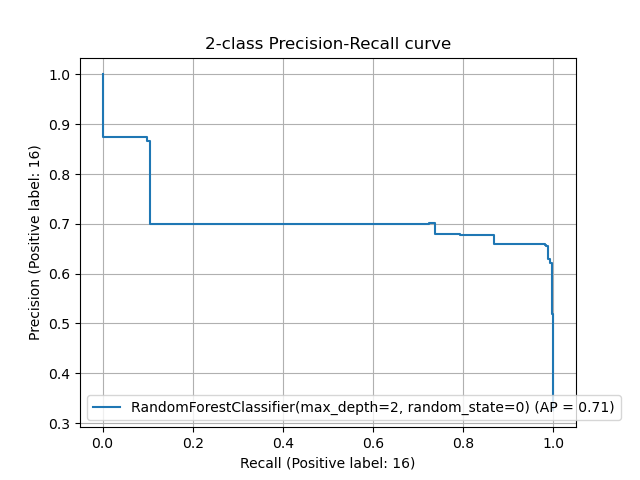 2-class Precision-Recall curve
1.0
0.9
0.8
0.7
0.6
0.5
0.4
0.3
Precision (Positive label: 16)
RandomForestClassifier(max_depth=2, random_state=0) (AP = 0.71)
0.0 0.2 0.4 0.6 0.8 1.0
Recall (Positive label: 16)